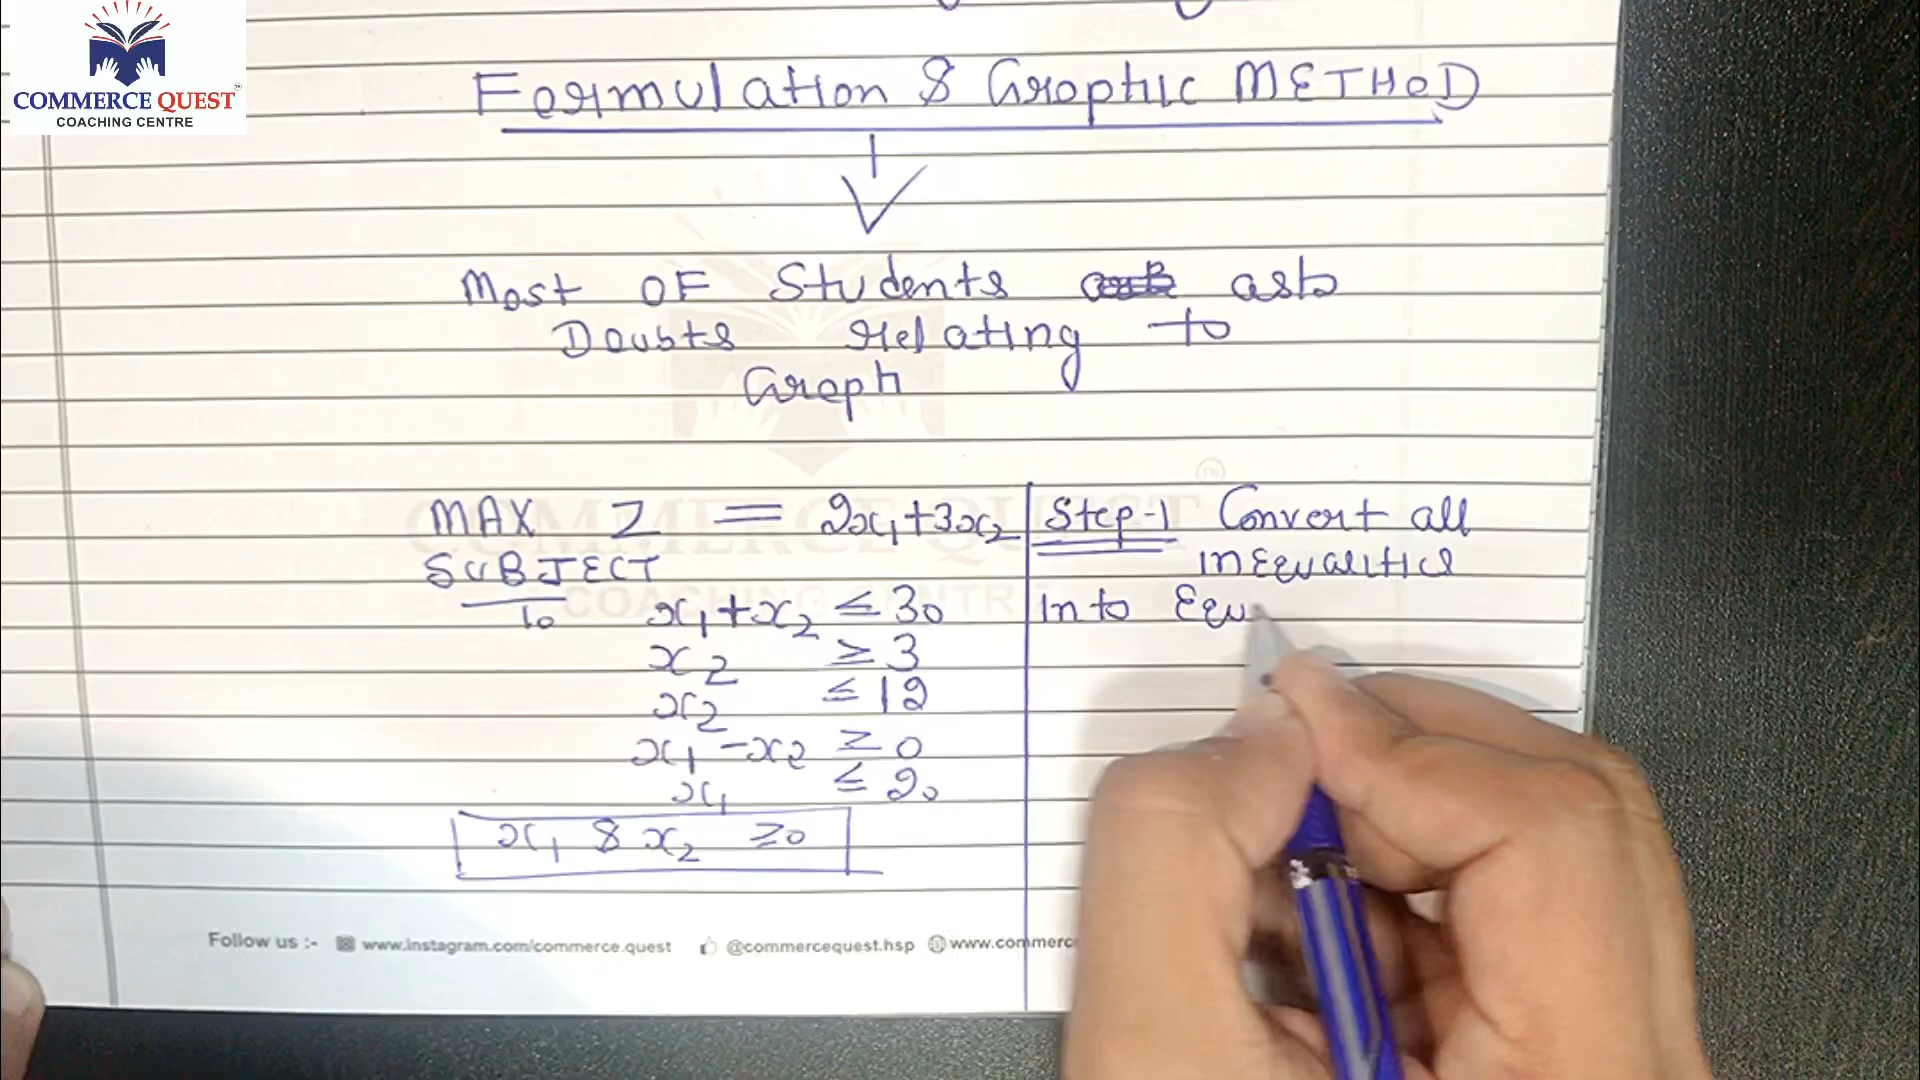 COMMERCE QUEST
COACHING CENTRE
Formulation & Graphic METHOD
Most OF Students ask
Doubts relating to
Graph
MAX Z = 2x₁+3x₂
SUBJECT
To x₁+x₂ ≤ 30
x₂ ≥ 3
x₂ ≤ 12
x₁-x₂ ≥ 0
x₁ ≤ 20
x₁ & x₂ ≥0
Step-1 Convert all
INEqualities
Into Equ
Follow us :- www.instagram.com/commerce.quest @commercequest.hsp www.commerc